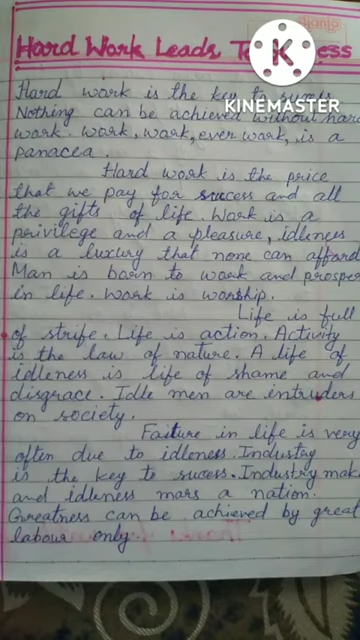 Hard Work Leads To ess
K
KINEMASTER
Hard work is the key to sucess.
Nothing can be achieved without hard
work. Work, work, ever work, is a
panacea.
Hard work is the price
that we pay for success and all
the gifts of life. Work is a
privilege and a pleasure, idleness
is a luxury that none can afford
Man is born to work and prosper
in life. Work is worship.
Life is full
of strife. Life is action. Activity
is the law of nature. A life of
idleness is life of shame and
disgrace. Idle men are intruders
on society.
Failure in life is very
often due to idleness. Industry
is the key to sucess. Industry mak
and idleness mars a nation.
Greatness can be achieved by great
labour only.